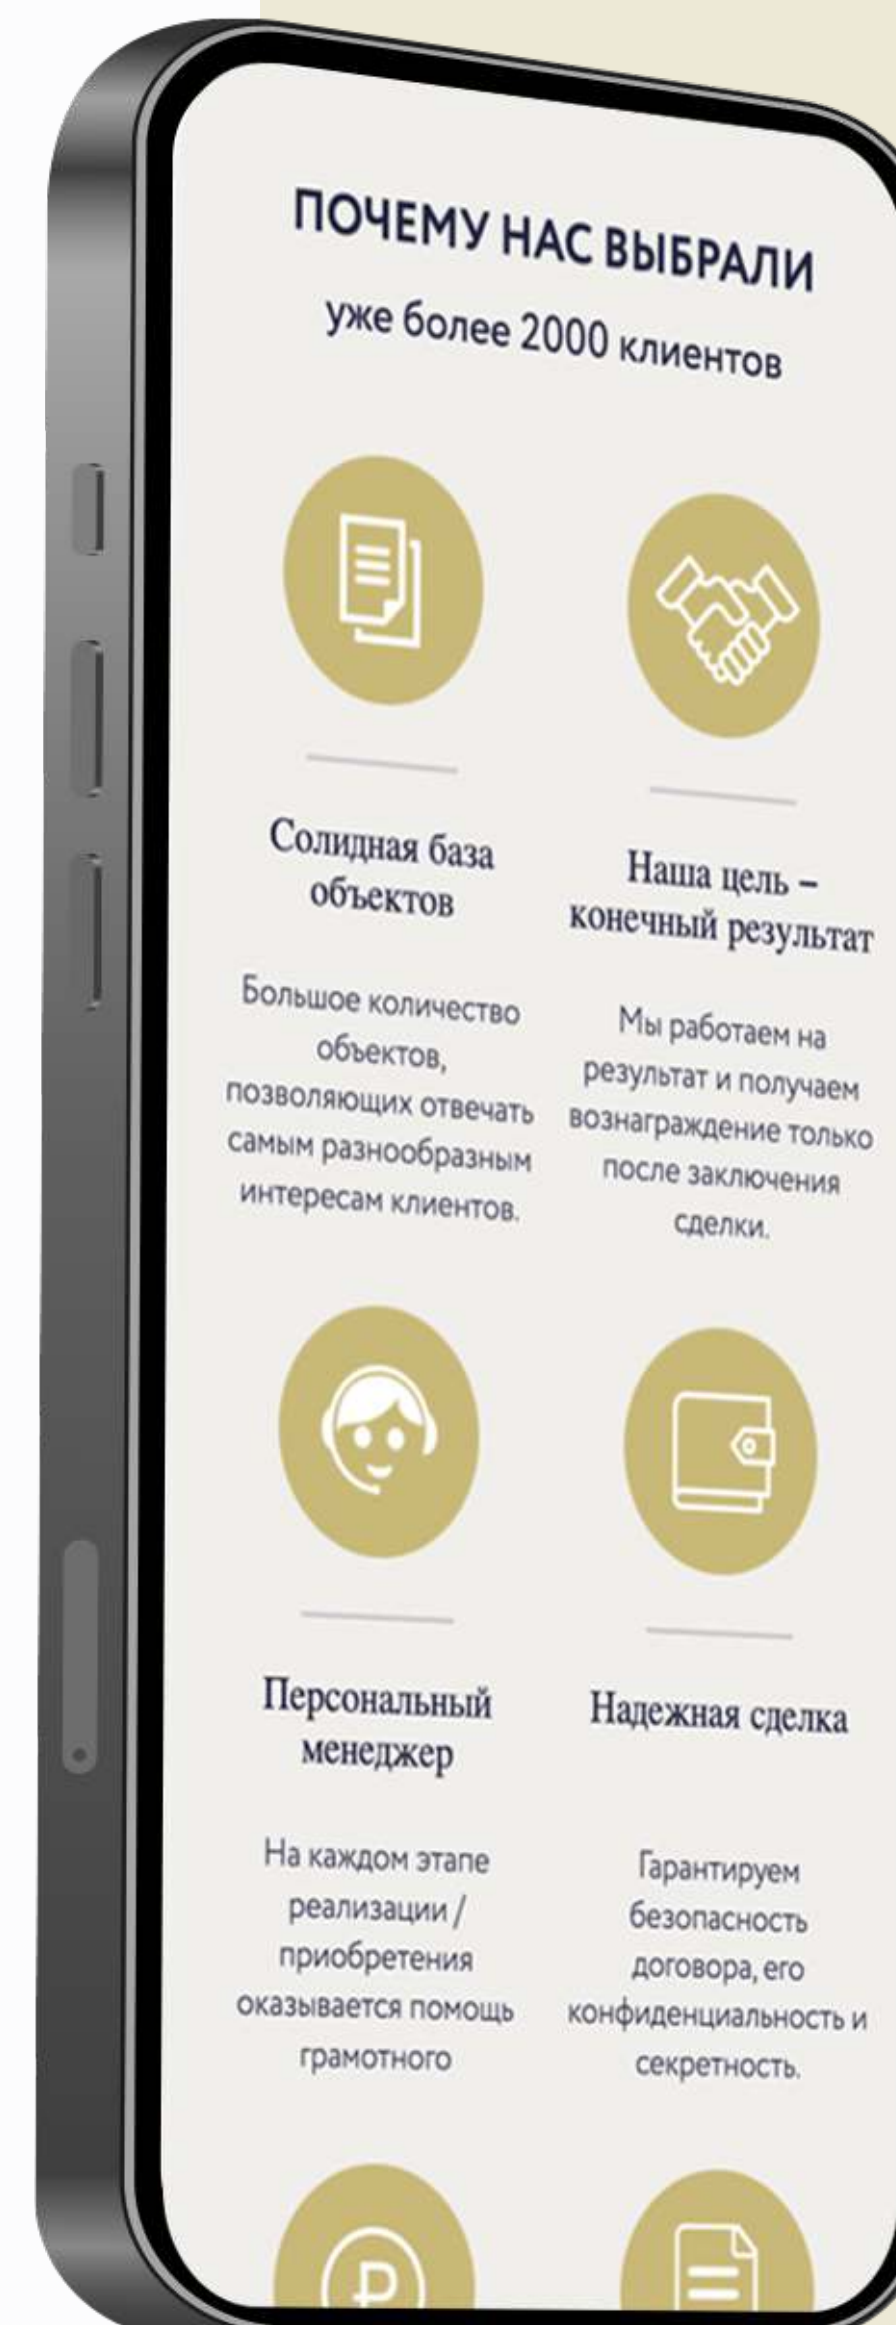 ПОЧЕМУ НАС ВЫБРАЛИ
уже более 2000 клиентов
Солидная база
объектов
Большое количество
объектов,
позволяющих отвечать
самым разнообразным
интересам клиентов.
Наша цель –
конечный результат
Мы работаем на
результат и получаем
вознаграждение только
после заключения
сделки.
Персональный
менеджер
На каждом этапе
реализации /
приобретения
оказывается помощь
грамотного
Надежная сделка
Гарантируем
безопасность
договора, его
конфиденциальность и
секретность.